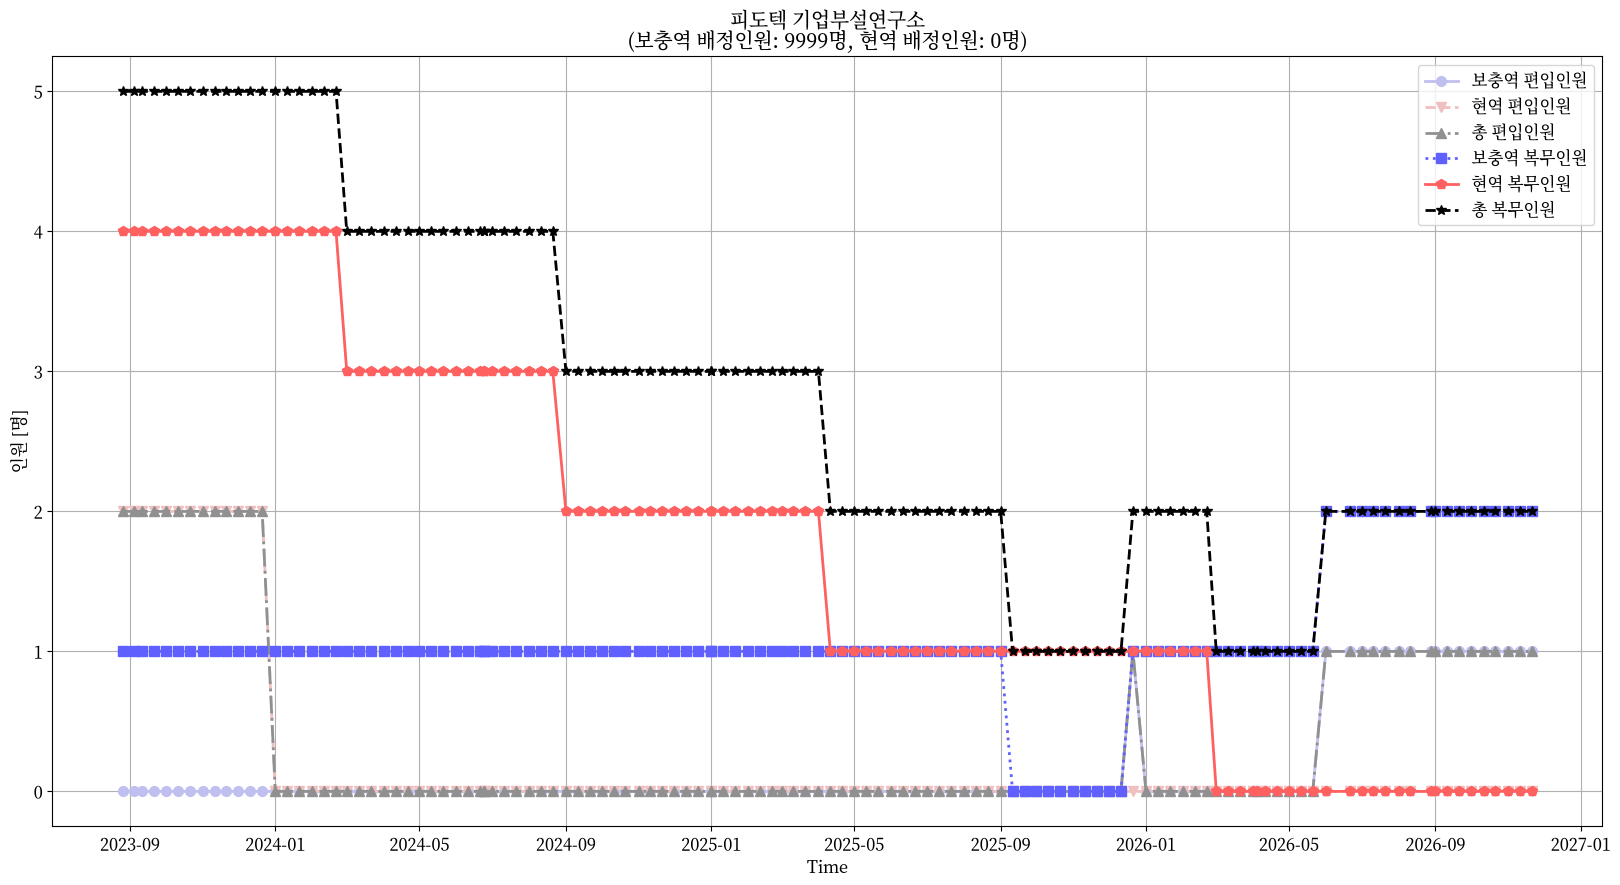 피도텍 기업부설연구소
(보충역 배정인원: 9999명, 현역 배정인원: 0명)
보충역 편입인원
현역 편입인원
총 편입인원
보충역 복무인원
현역 복무인원
총 복무인원
인원 [명]
5
4
3
2
1
0
2023-09
2024-01
2024-05
2024-09
2025-01
2025-05
2025-09
2026-01
2026-05
2026-09
2027-01
Time